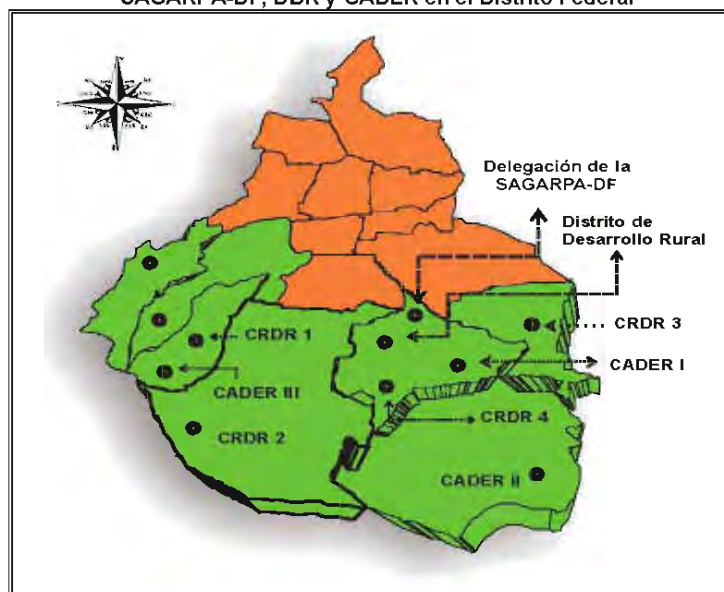 SAGARPA-DF, DDR y CADER en el Distrito Federal
Delegación de la
SAGARPA-DF
Distrito de
Desarrollo Rural
CRDR 1
CRDR 3
CADER I
CADER III
CRDR 4
CRDR 2
CADER II